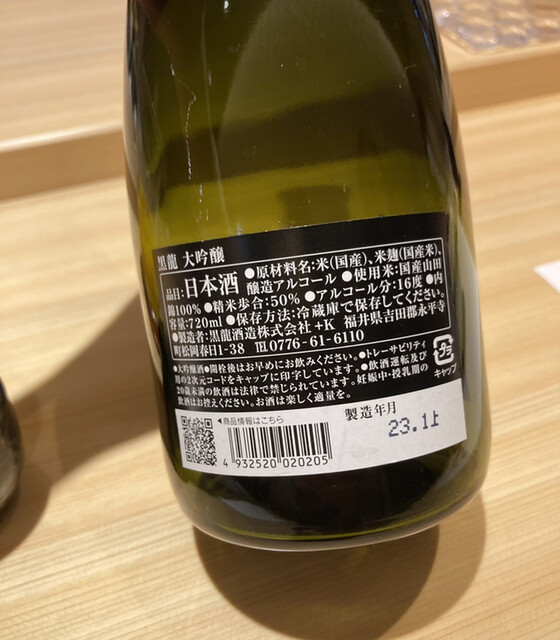 黒龍 大吟醸
品目:日本酒 ●原材料名:米(国産)、米麹(国産米)、
醸造アルコール ●使用米:国産山田
錦100% ●精米歩合:50% ●アルコール分:16度 ●内
容量:720ml ●保存方法:冷蔵庫で保存してください。
●製造者:黒龍酒造株式会社+K 福井県吉田郡永平寺
町松岡春日1-38 ℡0776-61-6110
●大吟醸酒 ●開栓後はお早めにお飲みください。 ●トレーサビリティ
用の2次元コードをキャップに印字しています。 ●飲酒運転及び
20歳未満の飲酒は法律で禁じられています。妊娠中・授乳期の
飲酒はお控えください。お酒は楽しく適量を。
キャップ
◀商品情報はこちら
4 932520 020205
製造年月
23.1上